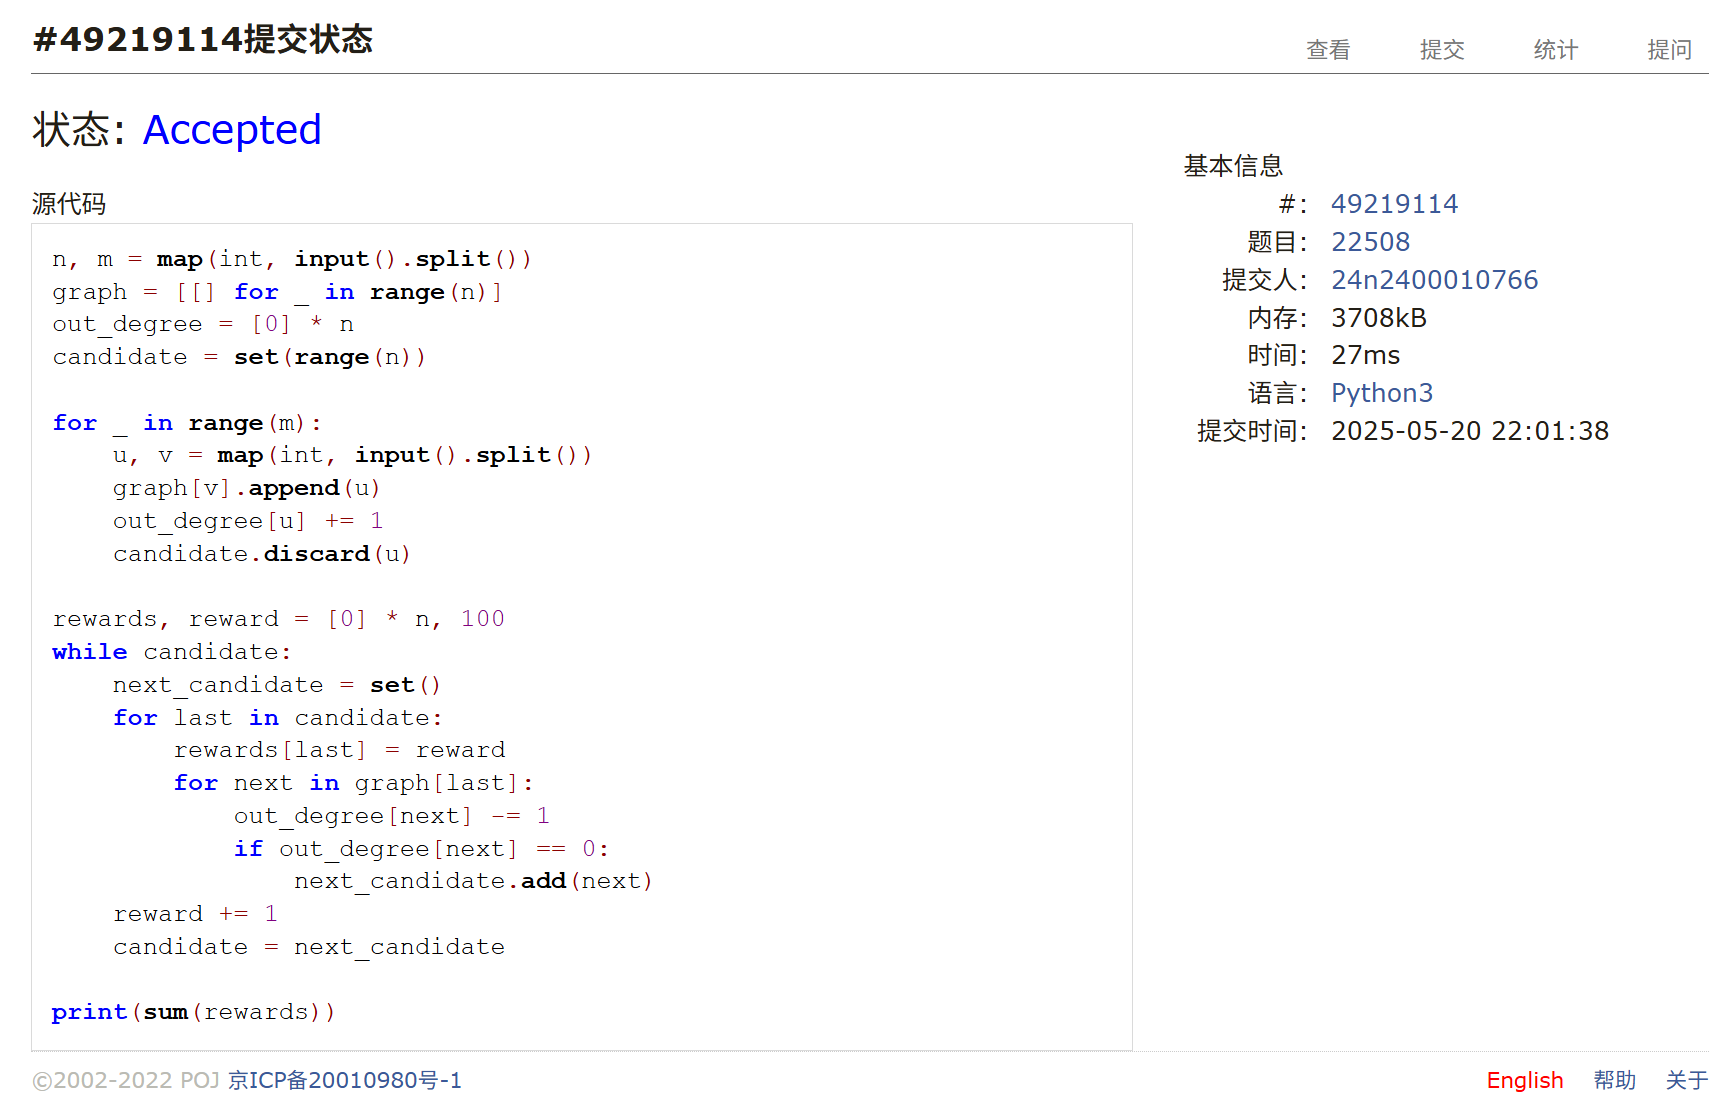 #49219114提交状态
查看 提交 统计 提问
状态: Accepted
源代码
n, m = map(int, input().split())
graph = [[] for _ in range(n)]
out_degree = [0] * n
candidate = set(range(n))
for _ in range(m):
    u, v = map(int, input().split())
    graph[v].append(u)
    out_degree[u] += 1
    candidate.discard(u)
rewards, reward = [0] * n, 100
while candidate:
    next_candidate = set()
    for last in candidate:
        rewards[last] = reward
        for next in graph[last]:
            out_degree[next] -= 1
            if out_degree[next] == 0:
                next_candidate.add(next)
    reward += 1
    candidate = next_candidate
print(sum(rewards))
基本信息
#: 49219114
题目: 22508
提交人: 24n2400010766
内存: 3708kB
时间: 27ms
语言: Python3
提交时间: 2025-05-20 22:01:38
©2002-2022 POJ 京ICP备20010980号-1
English 帮助 关于